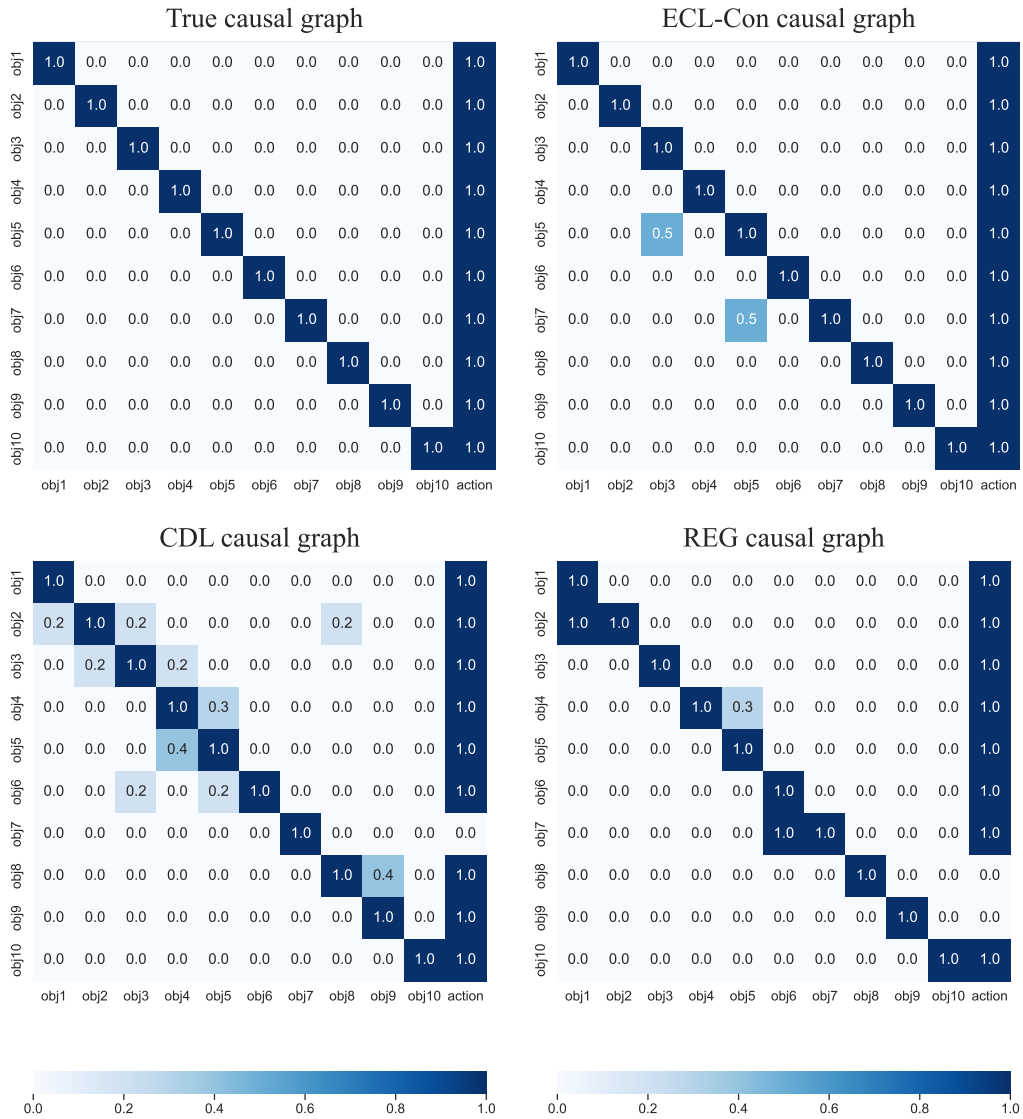 True causal graph
obj1 1.0 0.0 0.0 0.0 0.0 0.0 0.0 0.0 0.0 0.0 1.0
obj2 0.0 1.0 0.0 0.0 0.0 0.0 0.0 0.0 0.0 0.0 1.0
obj3 0.0 0.0 1.0 0.0 0.0 0.0 0.0 0.0 0.0 0.0 1.0
obj4 0.0 0.0 0.0 1.0 0.0 0.0 0.0 0.0 0.0 0.0 1.0
obj5 0.0 0.0 0.0 0.0 1.0 0.0 0.0 0.0 0.0 0.0 1.0
obj6 0.0 0.0 0.0 0.0 0.0 1.0 0.0 0.0 0.0 0.0 1.0
obj7 0.0 0.0 0.0 0.0 0.0 0.0 1.0 0.0 0.0 0.0 1.0
obj8 0.0 0.0 0.0 0.0 0.0 0.0 0.0 1.0 0.0 0.0 1.0
obj9 0.0 0.0 0.0 0.0 0.0 0.0 0.0 0.0 1.0 0.0 1.0
obj10 0.0 0.0 0.0 0.0 0.0 0.0 0.0 0.0 0.0 1.0 1.0
obj1 obj2 obj3 obj4 obj5 obj6 obj7 obj8 obj9 obj10 action
ECL-Con causal graph
obj1 1.0 0.0 0.0 0.0 0.0 0.0 0.0 0.0 0.0 0.0 1.0
obj2 0.0 1.0 0.0 0.0 0.0 0.0 0.0 0.0 0.0 0.0 1.0
obj3 0.0 0.0 1.0 0.0 0.0 0.0 0.0 0.0 0.0 0.0 1.0
obj4 0.0 0.0 0.0 1.0 0.0 0.0 0.0 0.0 0.0 0.0 1.0
obj5 0.0 0.0 0.5 0.0 1.0 0.0 0.0 0.0 0.0 0.0 1.0
obj6 0.0 0.0 0.0 0.0 0.0 1.0 0.0 0.0 0.0 0.0 1.0
obj7 0.0 0.0 0.0 0.0 0.5 0.0 1.0 0.0 0.0 0.0 1.0
obj8 0.0 0.0 0.0 0.0 0.0 0.0 0.0 1.0 0.0 0.0 1.0
obj9 0.0 0.0 0.0 0.0 0.0 0.0 0.0 0.0 1.0 0.0 1.0
obj10 0.0 0.0 0.0 0.0 0.0 0.0 0.0 0.0 0.0 1.0 1.0
obj1 obj2 obj3 obj4 obj5 obj6 obj7 obj8 obj9 obj10 action
CDL causal graph
obj1 1.0 0.0 0.0 0.0 0.0 0.0 0.0 0.0 0.0 0.0 1.0
obj2 0.2 1.0 0.2 0.0 0.0 0.0 0.0 0.2 0.0 0.0 1.0
obj3 0.0 0.2 1.0 0.2 0.0 0.0 0.0 0.0 0.0 0.0 1.0
obj4 0.0 0.0 0.0 1.0 0.3 0.0 0.0 0.0 0.0 0.0 1.0
obj5 0.0 0.0 0.0 0.4 1.0 0.0 0.0 0.0 0.0 0.0 1.0
obj6 0.0 0.0 0.2 0.0 0.2 1.0 0.0 0.0 0.0 0.0 1.0
obj7 0.0 0.0 0.0 0.0 0.0 0.0 1.0 0.0 0.0 0.0 0.0
obj8 0.0 0.0 0.0 0.0 0.0 0.0 0.0 1.0 0.4 0.0 1.0
obj9 0.0 0.0 0.0 0.0 0.0 0.0 0.0 0.0 1.0 0.0 1.0
obj10 0.0 0.0 0.0 0.0 0.0 0.0 0.0 0.0 0.0 1.0 1.0
obj1 obj2 obj3 obj4 obj5 obj6 obj7 obj8 obj9 obj10 action
REG causal graph
obj1 1.0 0.0 0.0 0.0 0.0 0.0 0.0 0.0 0.0 0.0 1.0
obj2 1.0 1.0 0.0 0.0 0.0 0.0 0.0 0.0 0.0 0.0 1.0
obj3 0.0 0.0 1.0 0.0 0.0 0.0 0.0 0.0 0.0 0.0 1.0
obj4 0.0 0.0 0.0 1.0 0.3 0.0 0.0 0.0 0.0 0.0 1.0
obj5 0.0 0.0 0.0 0.0 1.0 0.0 0.0 0.0 0.0 0.0 1.0
obj6 0.0 0.0 0.0 0.0 0.0 1.0 0.0 0.0 0.0 0.0 1.0
obj7 0.0 0.0 0.0 0.0 0.0 1.0 1.0 0.0 0.0 0.0 1.0
obj8 0.0 0.0 0.0 0.0 0.0 0.0 0.0 1.0 0.0 0.0 0.0
obj9 0.0 0.0 0.0 0.0 0.0 0.0 0.0 0.0 1.0 0.0 0.0
obj10 0.0 0.0 0.0 0.0 0.0 0.0 0.0 0.0 0.0 1.0 1.0
obj1 obj2 obj3 obj4 obj5 obj6 obj7 obj8 obj9 obj10 action
0.0 0.2 0.4 0.6 0.8 1.0
0.0 0.2 0.4 0.6 0.8 1.0